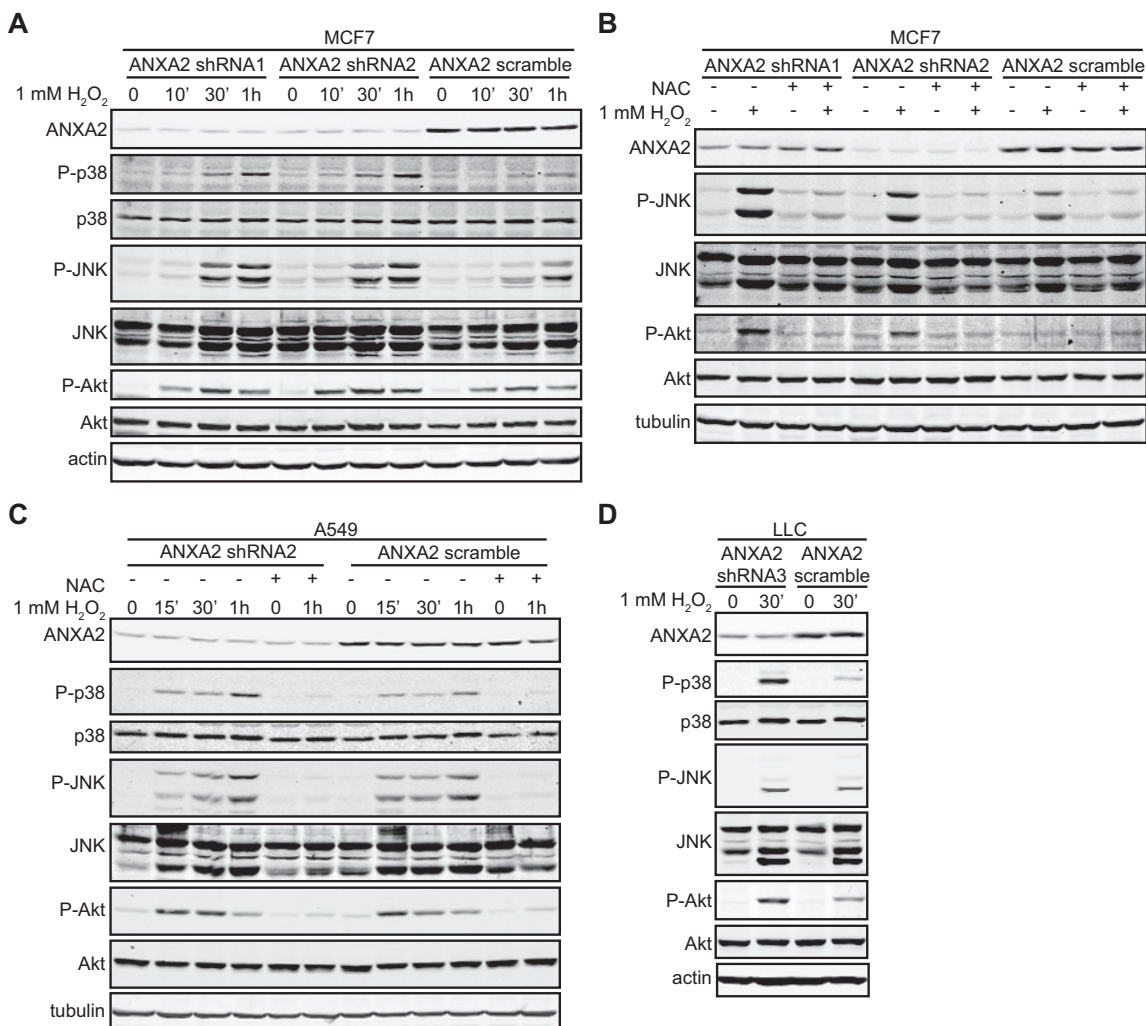 A
MCF7
ANXA2 shRNA1 ANXA2 shRNA2 ANXA2 scramble
1 mM H₂O₂ 0 10' 30' 1h 0 10' 30' 1h 0 10' 30' 1h
ANXA2
P-p38
p38
P-JNK
JNK
P-Akt
Akt
actin
B
MCF7
ANXA2 shRNA1 ANXA2 shRNA2 ANXA2 scramble
NAC - - + + - - + + - - + +
1 mM H₂O₂ - + - + - + - + - + - +
ANXA2
P-JNK
JNK
P-Akt
Akt
tubulin
C
A549
ANXA2 shRNA2 ANXA2 scramble
NAC - - - - + + - - - - + +
1 mM H₂O₂ 0 15' 30' 1h 0 1h 0 15' 30' 1h 0 1h
ANXA2
P-p38
p38
P-JNK
JNK
P-Akt
Akt
tubulin
D
LLC
ANXA2 ANXA2
shRNA3 scramble
1 mM H₂O₂ 0 30' 0 30'
ANXA2
P-p38
p38
P-JNK
JNK
P-Akt
Akt
actin